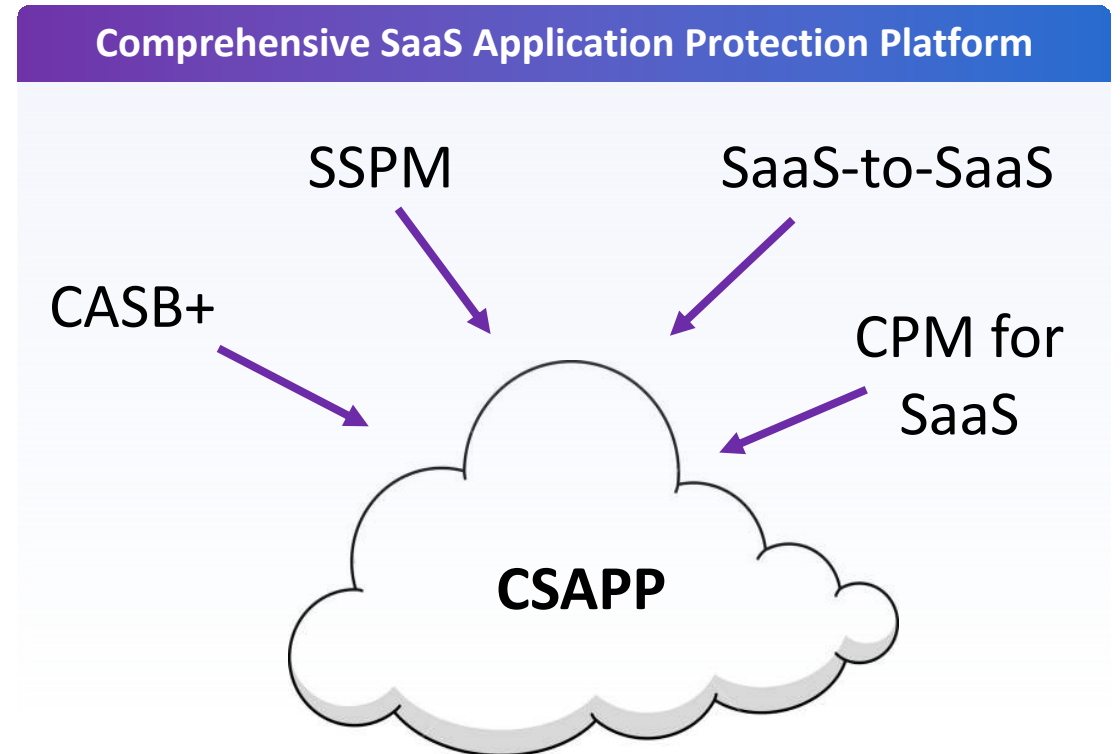 Comprehensive SaaS Application Protection Platform
SSPM
SaaS-to-SaaS
CASB+
CPM for
SaaS
CSAPP